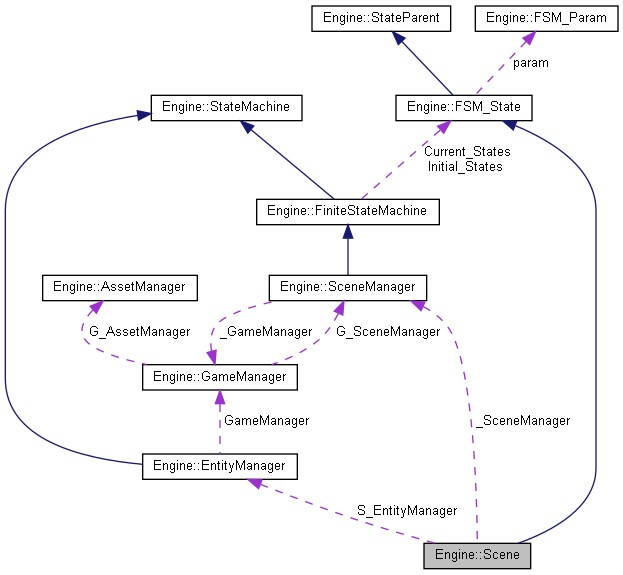 Engine::StateParent
Engine::FSM_Param
param
Engine::StateMachine
Engine::FSM_State
Current_States
Initial_States
Engine::FiniteStateMachine
Engine::AssetManager
Engine::SceneManager
G_AssetManager
_GameManager
G_SceneManager
Engine::GameManager
GameManager
_SceneManager
Engine::EntityManager
S_EntityManager
Engine::Scene